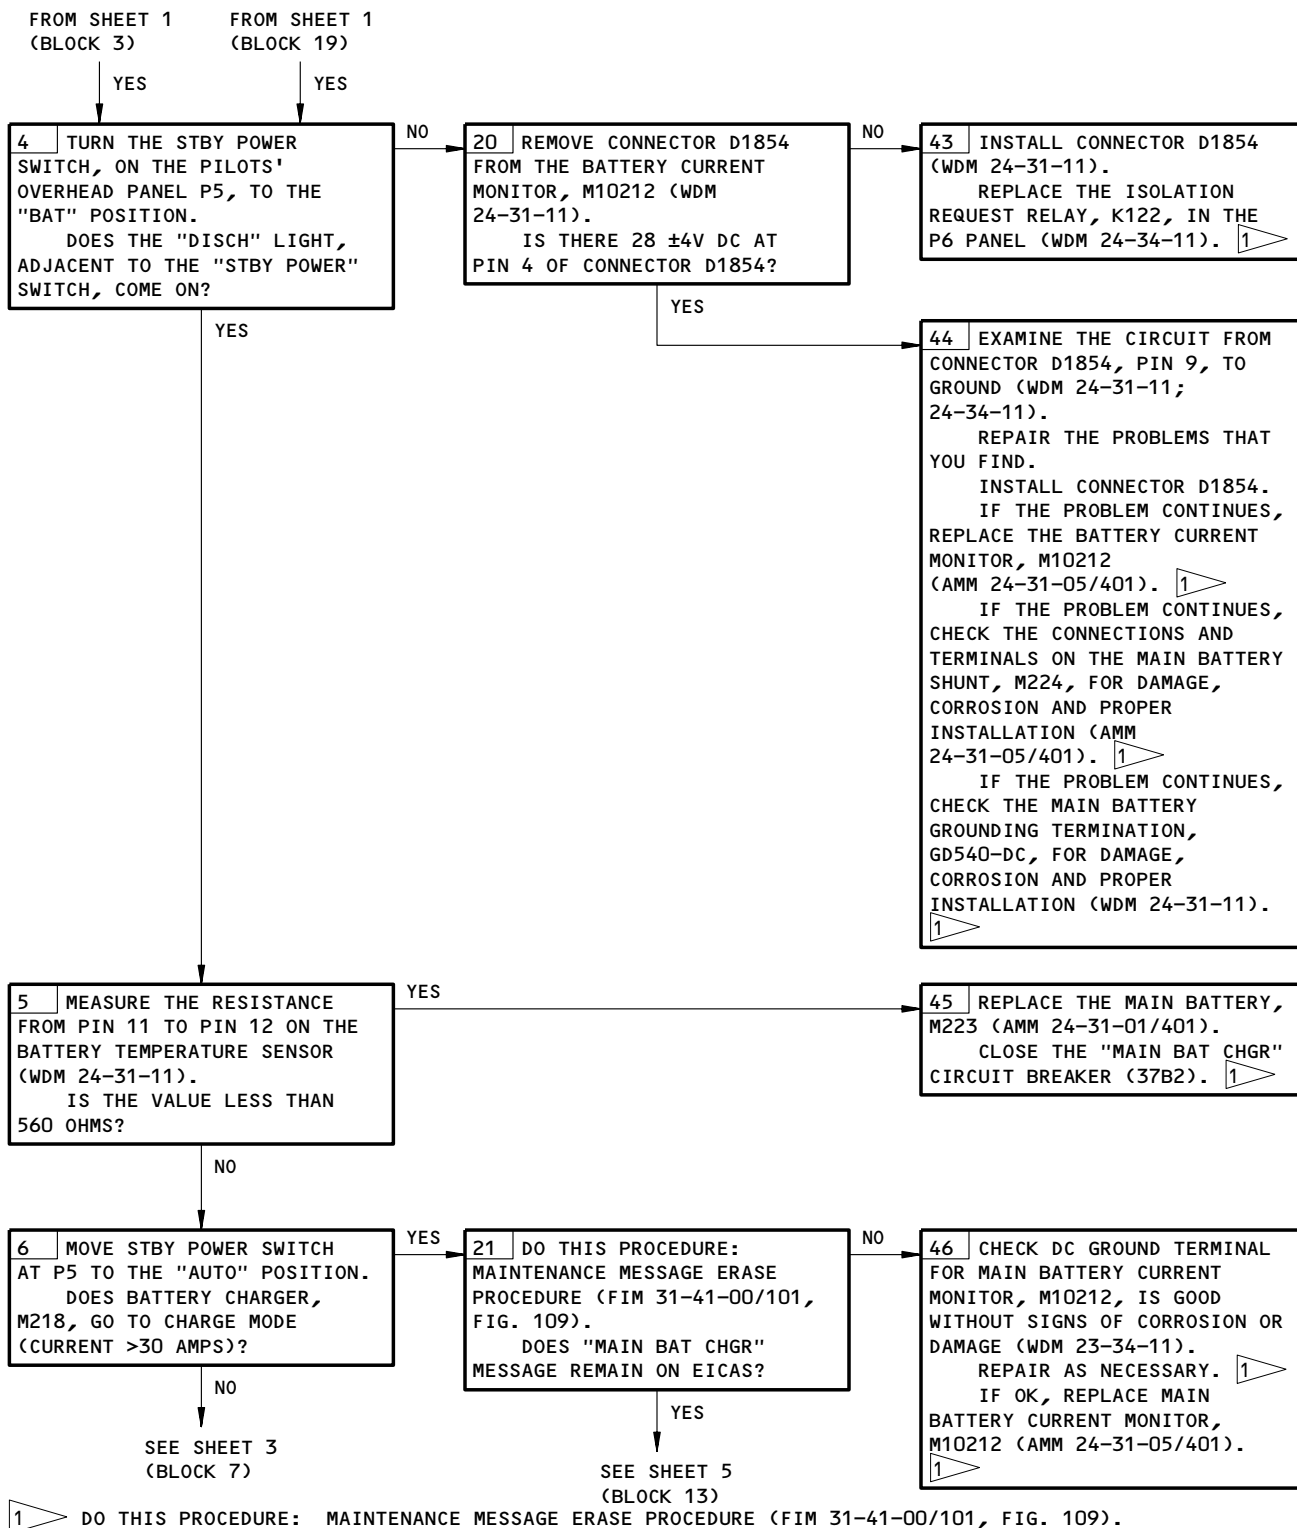 FROM SHEET 1
(BLOCK 3)
FROM SHEET 1
(BLOCK 19)
YES
YES
4 TURN THE STBY POWER
SWITCH, ON THE PILOTS'
OVERHEAD PANEL P5, TO THE
"BAT" POSITION.
DOES THE "DISCH" LIGHT,
ADJACENT TO THE "STBY POWER"
SWITCH, COME ON?
NO
20 REMOVE CONNECTOR D1854
FROM THE BATTERY CURRENT
MONITOR, M10212 (WDM
24-31-11).
IS THERE 28 ±4V DC AT
PIN 4 OF CONNECTOR D1854?
NO
43 INSTALL CONNECTOR D1854
(WDM 24-31-11).
REPLACE THE ISOLATION
REQUEST RELAY, K122, IN THE
P6 PANEL (WDM 24-34-11). 1
YES
YES
44 EXAMINE THE CIRCUIT FROM
CONNECTOR D1854, PIN 9, TO
GROUND (WDM 24-31-11;
24-34-11).
REPAIR THE PROBLEMS THAT
YOU FIND.
INSTALL CONNECTOR D1854.
IF THE PROBLEM CONTINUES,
REPLACE THE BATTERY CURRENT
MONITOR, M10212
(AMM 24-31-05/401). 1
IF THE PROBLEM CONTINUES,
CHECK THE CONNECTIONS AND
TERMINALS ON THE MAIN BATTERY
SHUNT, M224, FOR DAMAGE,
CORROSION AND PROPER
INSTALLATION (AMM
24-31-05/401). 1
IF THE PROBLEM CONTINUES,
CHECK THE MAIN BATTERY
GROUNDING TERMINATION,
GD540-DC, FOR DAMAGE,
CORROSION AND PROPER
INSTALLATION (WDM 24-31-11).
1
5 MEASURE THE RESISTANCE
FROM PIN 11 TO PIN 12 ON THE
BATTERY TEMPERATURE SENSOR
(WDM 24-31-11).
IS THE VALUE LESS THAN
560 OHMS?
YES
45 REPLACE THE MAIN BATTERY,
M223 (AMM 24-31-01/401).
CLOSE THE "MAIN BAT CHGR"
CIRCUIT BREAKER (37B2). 1
NO
6 MOVE STBY POWER SWITCH
AT P5 TO THE "AUTO" POSITION.
DOES BATTERY CHARGER,
M218, GO TO CHARGE MODE
(CURRENT >30 AMPS)?
YES
21 DO THIS PROCEDURE:
MAINTENANCE MESSAGE ERASE
PROCEDURE (FIM 31-41-00/101,
FIG. 109).
DOES "MAIN BAT CHGR"
MESSAGE REMAIN ON EICAS?
NO
46 CHECK DC GROUND TERMINAL
FOR MAIN BATTERY CURRENT
MONITOR, M10212, IS GOOD
WITHOUT SIGNS OF CORROSION OR
DAMAGE (WDM 23-34-11).
REPAIR AS NECESSARY. 1
IF OK, REPLACE MAIN
BATTERY CURRENT MONITOR,
M10212 (AMM 24-31-05/401).
1
NO
SEE SHEET 3
(BLOCK 7)
YES
SEE SHEET 5
(BLOCK 13)
1 DO THIS PROCEDURE: MAINTENANCE MESSAGE ERASE PROCEDURE (FIM 31-41-00/101, FIG. 109).